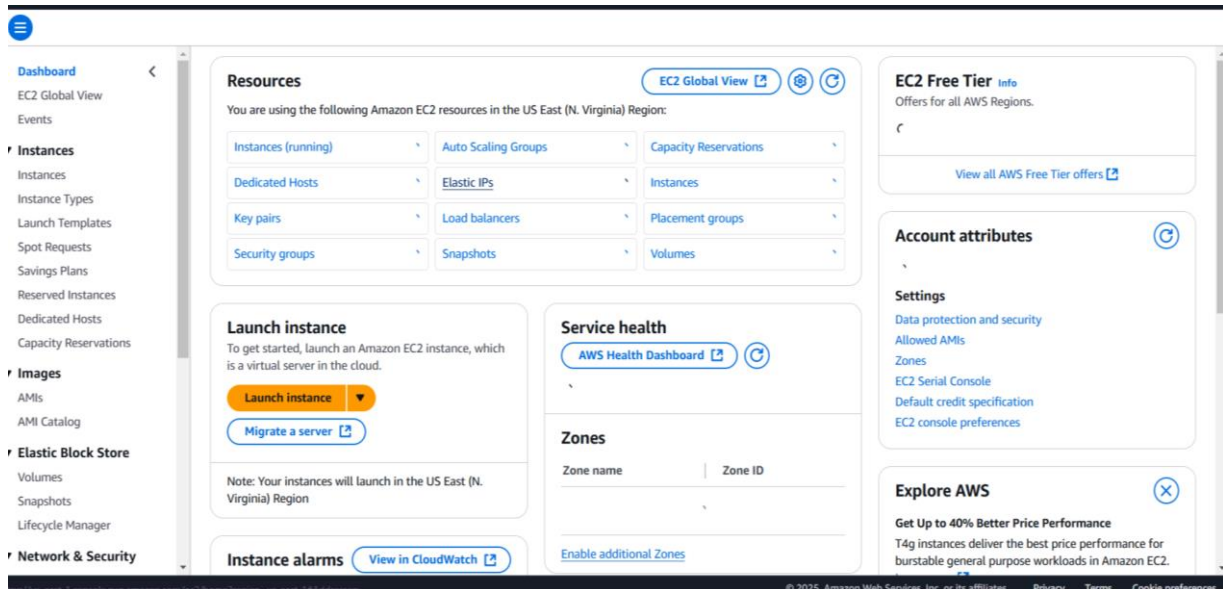 Dashboard
EC2 Global View
Events
Instances
Instances
Instance Types
Launch Templates
Spot Requests
Savings Plans
Reserved Instances
Dedicated Hosts
Capacity Reservations
Images
AMIs
AMI Catalog
Elastic Block Store
Volumes
Snapshots
Lifecycle Manager
Network & Security
Resources
EC2 Global View
You are using the following Amazon EC2 resources in the US East (N. Virginia) Region:
Instances (running)
Auto Scaling Groups
Capacity Reservations
Dedicated Hosts
Elastic IPs
Instances
Key pairs
Load balancers
Placement groups
Security groups
Snapshots
Volumes
Launch instance
To get started, launch an Amazon EC2 instance, which
is a virtual server in the cloud.
Launch instance
Migrate a server
Note: Your instances will launch in the US East (N.
Virginia) Region
Instance alarms
View in CloudWatch
Service health
AWS Health Dashboard
Zones
Zone name
Zone ID
Enable additional Zones
EC2 Free Tier Info
Offers for all AWS Regions.
View all AWS Free Tier offers
Account attributes
Settings
Data protection and security
Allowed AMIs
Zones
EC2 Serial Console
Default credit specification
EC2 console preferences
Explore AWS
Get Up to 40% Better Price Performance
T4g instances deliver the best price performance for
burstable general purpose workloads in Amazon EC2.
© 2025, Amazon Web Services, Inc. or its affiliates.
Privacy
Terms
Cookie preferences